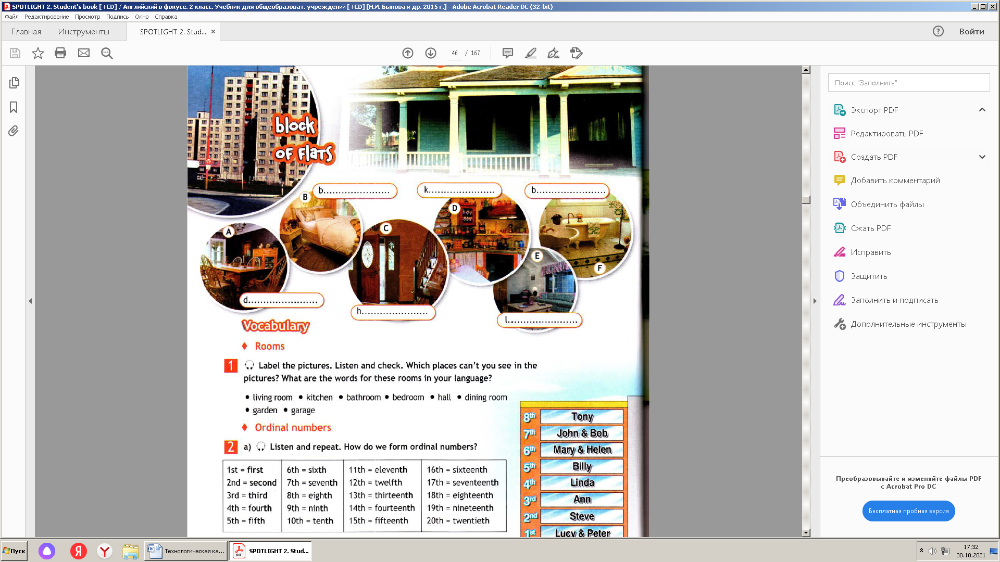 SPOTLIGHT 2. Student's book [+CD] / Английский в фокусе. 2 класс. Учебник для общеобразоват. учреждений [+CD] [Н.И. Быкова и др. 2015 г.] - Adobe Acrobat Reader DC (32-bit)
Файл Редактирование Просмотр Подпись Окно Справка
Главная Инструменты SPOTLIGHT 2. Stud... × Войти
46 / 167
block
of flats
b.......................
k......................
b.......................
B
D
A
C
E
F
d.......................
h......................
l.......................
Vocabulary
Rooms
1 Label the pictures. Listen and check. Which places can't you see in the
pictures? What are the words for these rooms in your language?
• living room • kitchen • bathroom • bedroom • hall • dining room
• garden • garage
Ordinal numbers
2 a) Listen and repeat. How do we form ordinal numbers?
1st = first 6th = sixth 11th = eleventh 16th = sixteenth
2nd = second 7th = seventh 12th = twelfth 17th = seventeenth
3rd = third 8th = eighth 13th = thirteenth 18th = eighteenth
4th = fourth 9th = ninth 14th = fourteenth 19th = nineteenth
5th = fifth 10th = tenth 15th = fifteenth 20th = twentieth
8th Tony
7th John & Bob
6th Mary & Helen
5th Billy
4th Linda
3rd Ann
2nd Steve
1st Lucy & Peter
Поиск "Заполнить"
Экспорт PDF
Редактировать PDF
Создать PDF
Добавить комментарий
Объединить файлы
Сжать PDF
Исправить
Защитить
Заполнить и подписать
Дополнительные инструменты
Преобразовывайте и изменяйте файлы PDF
с Acrobat Pro DC
Бесплатная пробная версия
Пуск
Технологическая ка...
SPOTLIGHT 2. Stud...
17:32
30.10.2021